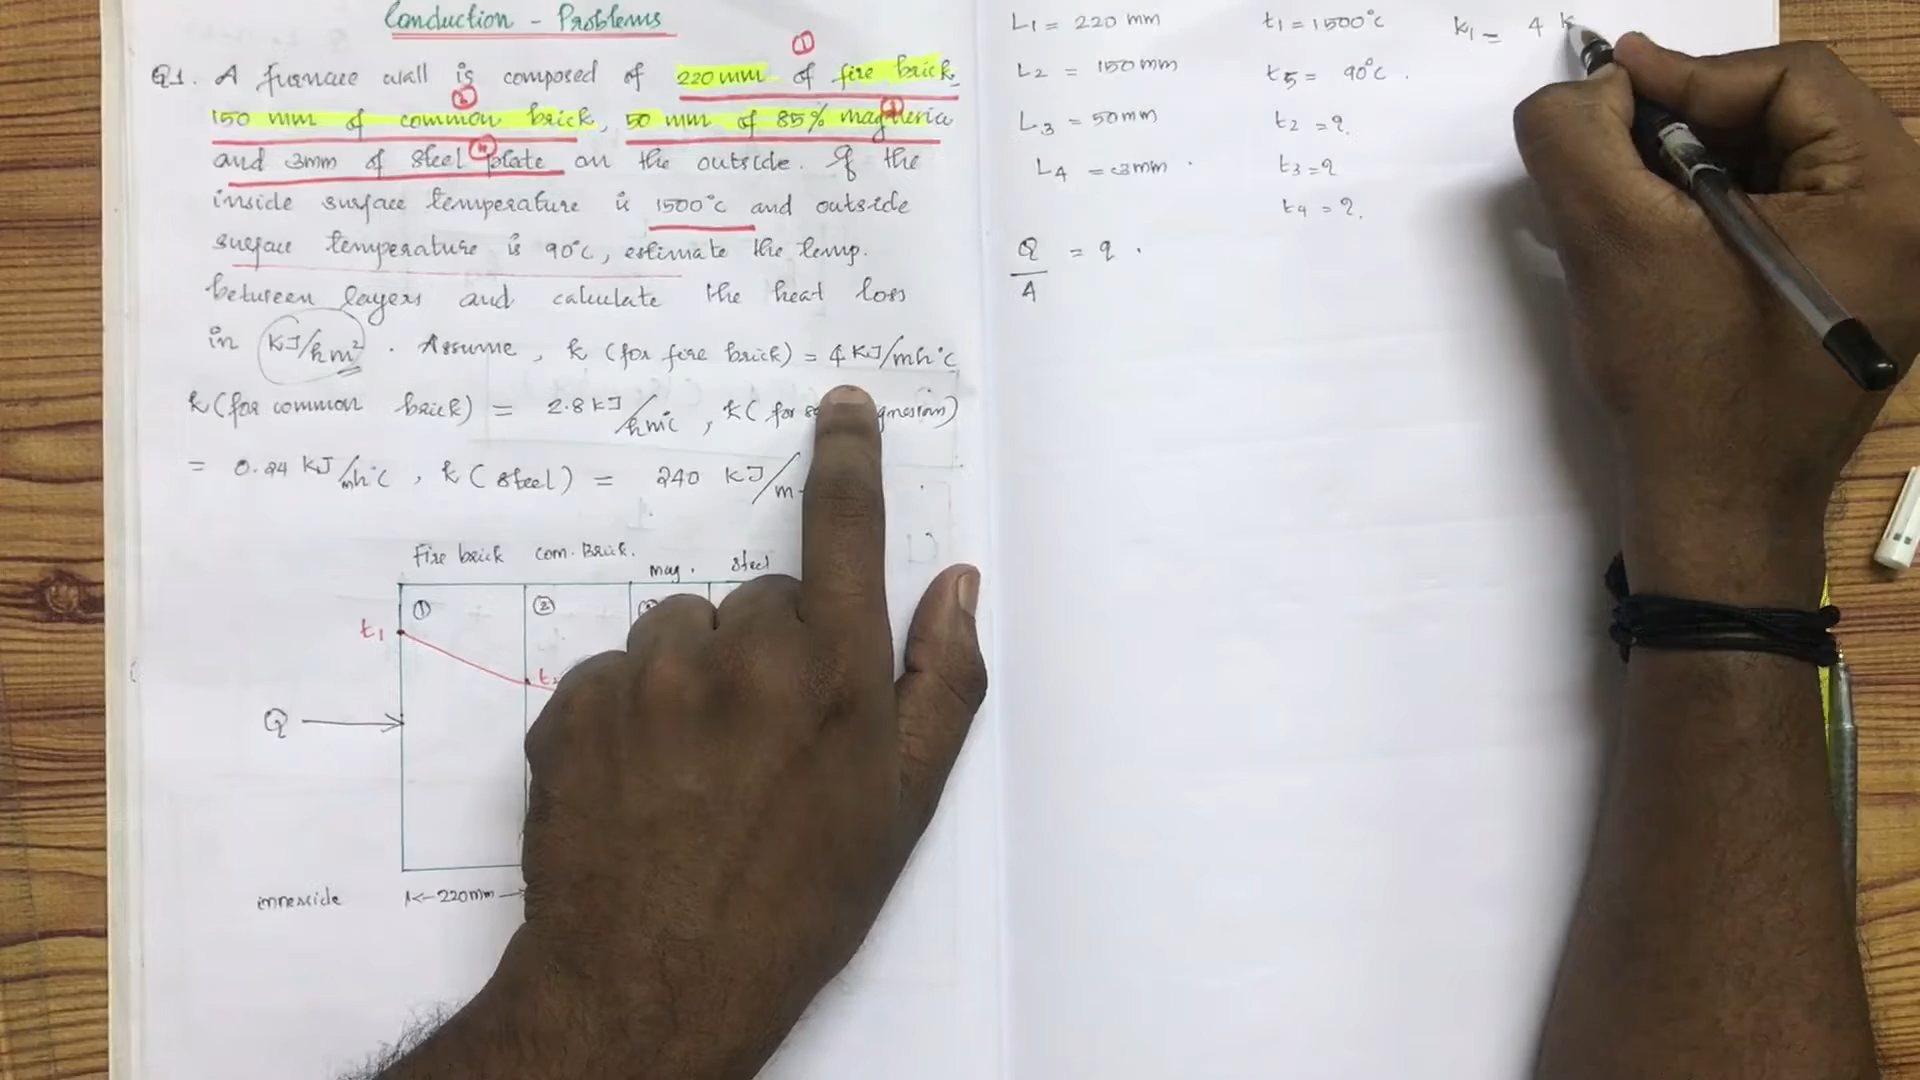 Conduction - Problems
①
Q1. A furnace wall is composed of 220mm of fire brick,
150 mm of common brick, 50 mm of 85% magnesia
and 3mm of steel plate on the outside. If the
inside surface temperature is 1500°C and outside
surface temperature is 90°C, estimate the temp.
between layers and calculate the heat loss
in KJ/hm². Assume, k (for fire brick) = 4 KJ/mh°C
k (for common brick) = 2.8 KJ/hm°C, k (for
= 0.24 KJ/mh°C, k (steel) = 240 KJ/m
Fire brick com. Brick. mag. steel
① ②
t1
t2
Q
innerside 220mm
L1 = 220 mm t1 = 1500°C k1 = 4 k
L2 = 150mm t5 = 90°C.
L3 = 50mm t2 = ?
L4 = 3mm. t3 = ?
t4 = ?
Q/A = ?